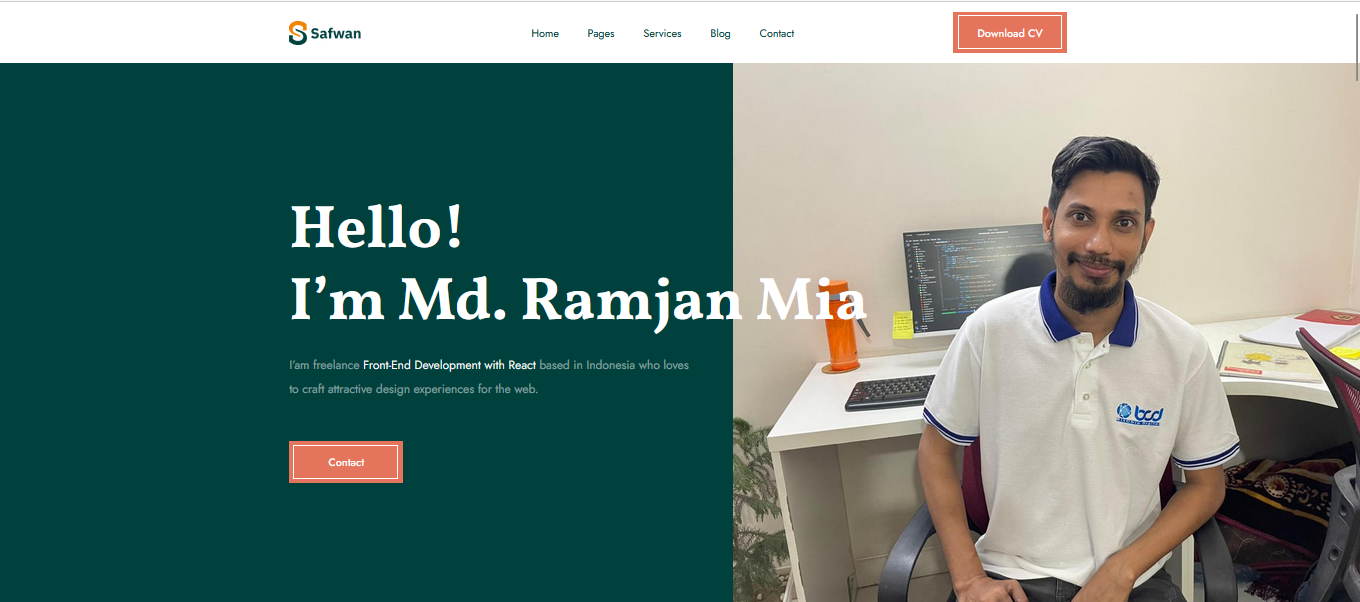 Safwan
Home
Pages
Services
Blog
Contact
Download CV
Hello!
I'm Md. Ramjan Mia
I'am freelance Front-End Development with React based in Indonesia who loves
to craft attractive design experiences for the web.
Contact
bcd